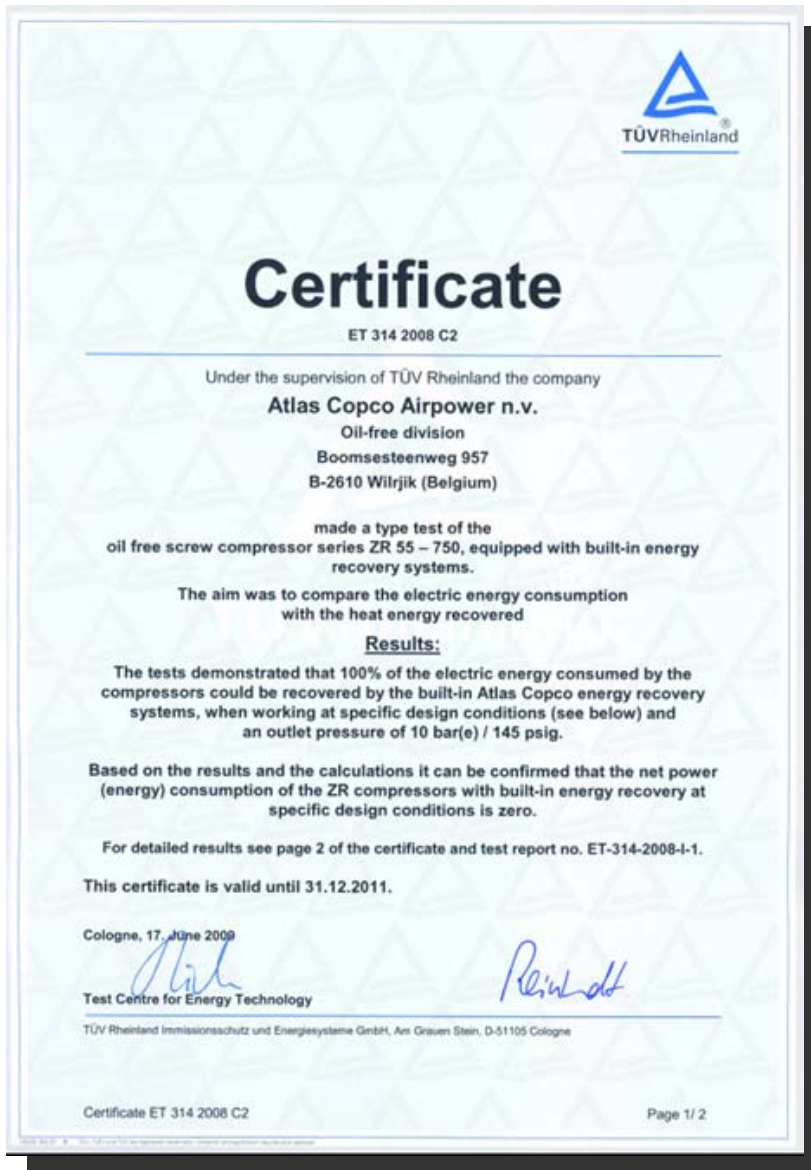 TÜVRheinland
®
Certificate
ET 314 2008 C2
Under the supervision of TÜV Rheinland the company
Atlas Copco Airpower n.v.
Oil-free division
Boomsesteenweg 957
B-2610 Wilrjik (Belgium)
made a type test of the
oil free screw compressor series ZR 55 – 750, equipped with built-in energy
recovery systems.
The aim was to compare the electric energy consumption
with the heat energy recovered
Results:
The tests demonstrated that 100% of the electric energy consumed by the
compressors could be recovered by the built-in Atlas Copco energy recovery
systems, when working at specific design conditions (see below) and
an outlet pressure of 10 bar(e) / 145 psig.
Based on the results and the calculations it can be confirmed that the net power
(energy) consumption of the ZR compressors with built-in energy recovery at
specific design conditions is zero.
For detailed results see page 2 of the certificate and test report no. ET-314-2008-I-1.
This certificate is valid until 31.12.2011.
Cologne, 17. June 2009
Reinhardt
Test Centre for Energy Technology
TÜV Rheinland Immissionsschutz und Energiesysteme GmbH, Am Grauen Stein, D-51105 Cologne
Certificate ET 314 2008 C2
Page 1/ 2